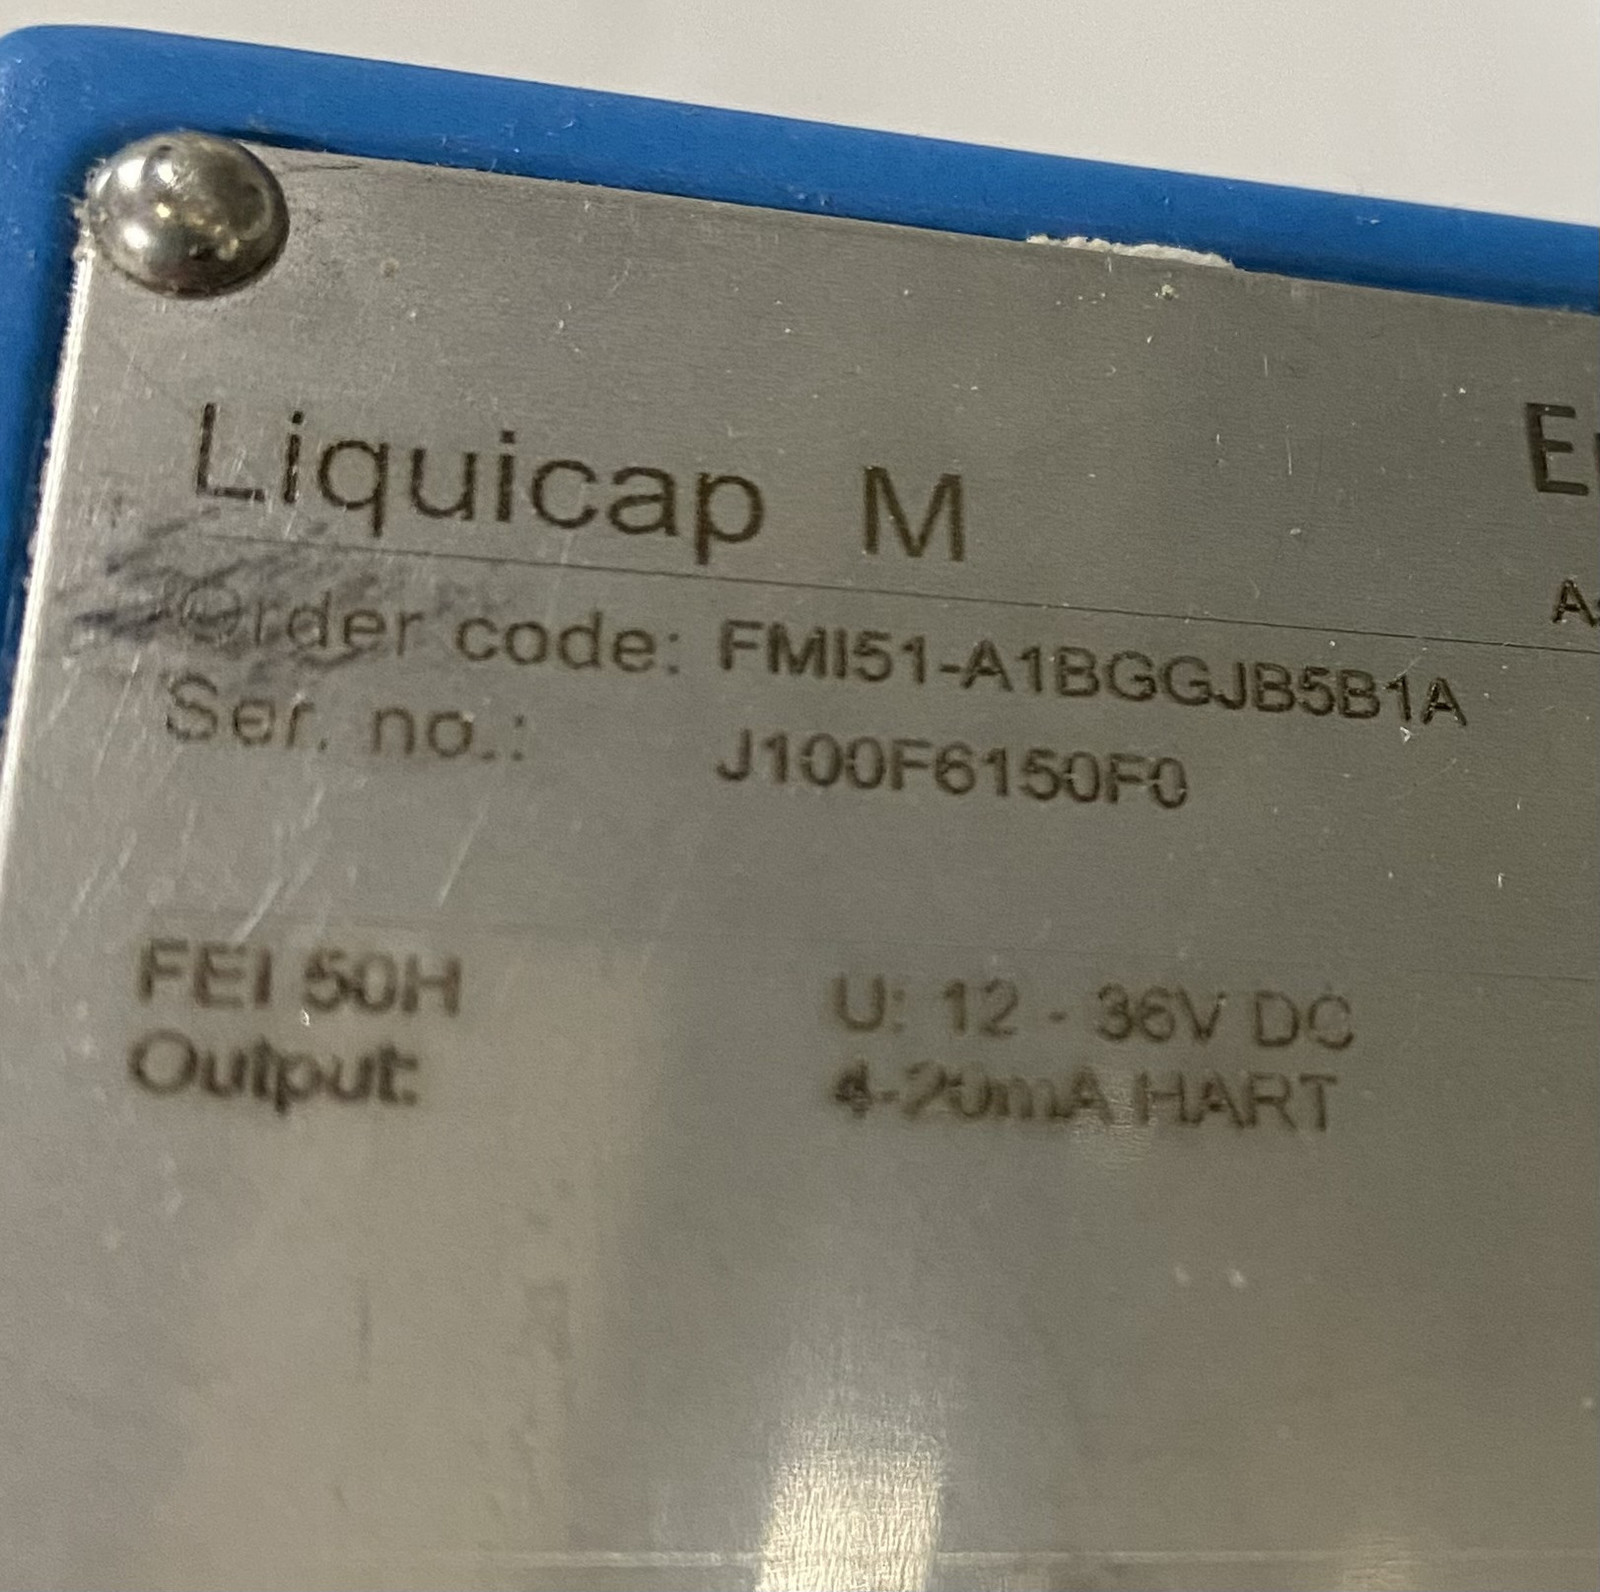 Liquicap M
Order code: FMI51-A1BGGJB5B1A
Ser. no.: J100F6150F0
FEI 50H U: 12 - 36V DC
Output: 4-20mA HART